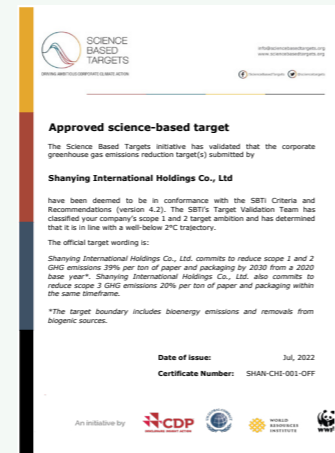 SCIENCE
BASED
TARGETS
DRIVING AMBITIOUS CORPORATE CLIMATE ACTION
info@sciencebasedtargets.org
www.sciencebasedtargets.org
ScienceBasedTargets
@sciencetargets
Approved science-based target
The Science Based Targets initiative has validated that the corporate
greenhouse gas emissions reduction target(s) submitted by
Shanying International Holdings Co., Ltd
have been deemed to be in conformance with the SBTi Criteria and
Recommendations (version 4.2). The SBTi's Target Validation Team has
classified your company's scope 1 and 2 target ambition and has determined
that it is in line with a well-below 2°C trajectory.
The official target wording is:
Shanying International Holdings Co., Ltd. commits to reduce scope 1 and 2
GHG emissions 39% per ton of paper and packaging by 2030 from a 2020
base year*. Shanying International Holdings Co., Ltd. also commits to
reduce scope 3 GHG emissions 20% per ton of paper and packaging within
the same timeframe.
*The target boundary includes bioenergy emissions and removals from
biogenic sources.
Date of issue: Jul, 2022
Certificate Number: SHAN-CHI-001-OFF
An initiative by
CDP
WORLD
RESOURCES
INSTITUTE
WWF